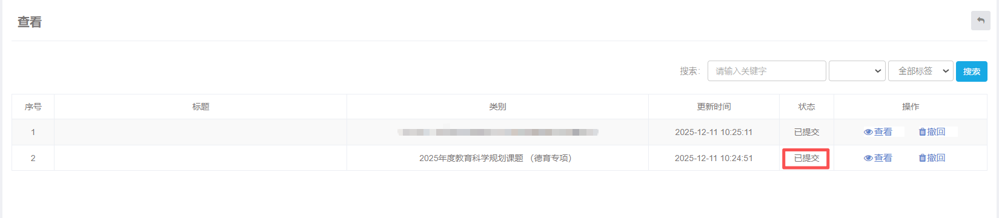 查看
搜索: 请输入关键字 全部标签 搜索
序号 标题 类别 更新时间 状态 操作
1 2025-12-11 10:25:11 已提交 查看 撤回
2 2025年度教育科学规划课题 （德育专项） 2025-12-11 10:24:51 已提交 查看 撤回